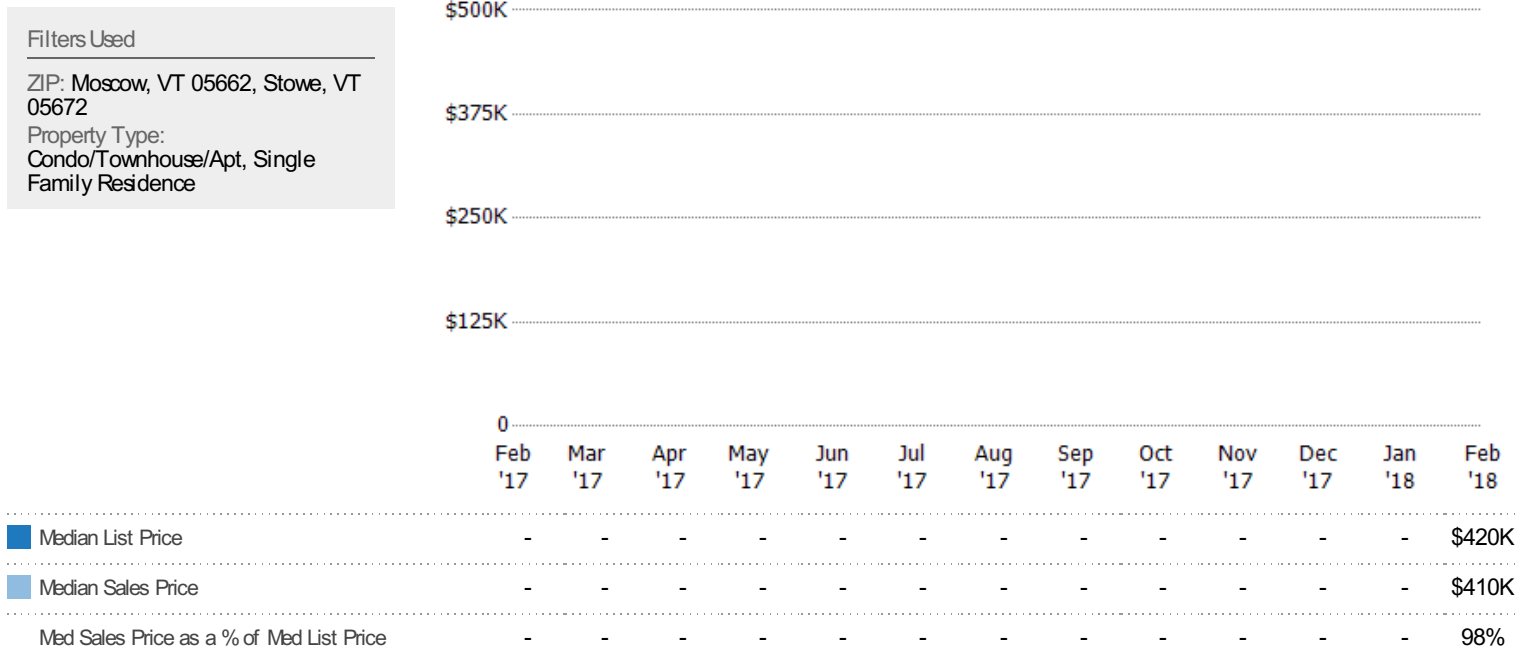 Filters Used
ZIP: Moscow, VT 05662, Stowe, VT
05672
Property Type:
Condo/Townhouse/Apt, Single
Family Residence
$500K
$375K
$250K
$125K
0
Feb Mar Apr May Jun Jul Aug Sep Oct Nov Dec Jan Feb
'17 '17 '17 '17 '17 '17 '17 '17 '17 '17 '17 '18 '18
Median List Price - - - - - - - - - - - - $420K
Median Sales Price - - - - - - - - - - - - $410K
Med Sales Price as a % of Med List Price - - - - - - - - - - - - 98%